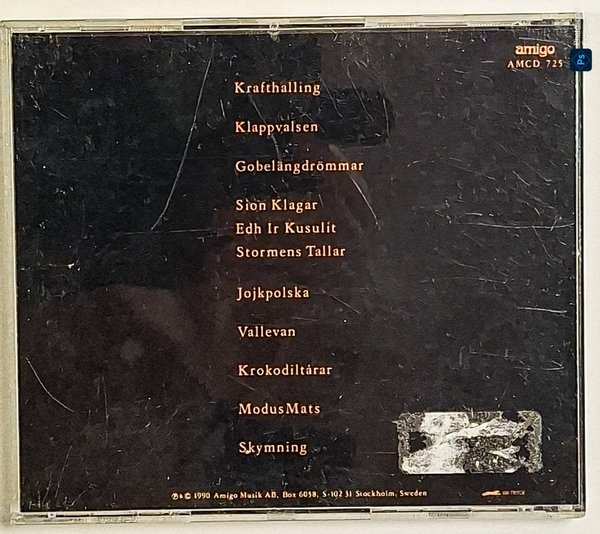 amigo
AMCD 725
Ps
Krafthalling
Klappvalsen
Gobelängdrömmar
Sion Klagar
Edh Ir Kusulit
Stormens Tallar
Jojkpolska
Vallevan
Krokodiltårar
ModusMats
Skymning
℗ & © 1990 Amigo Musik AB, Box 6058, S-102 31 Stockholm, Sweden